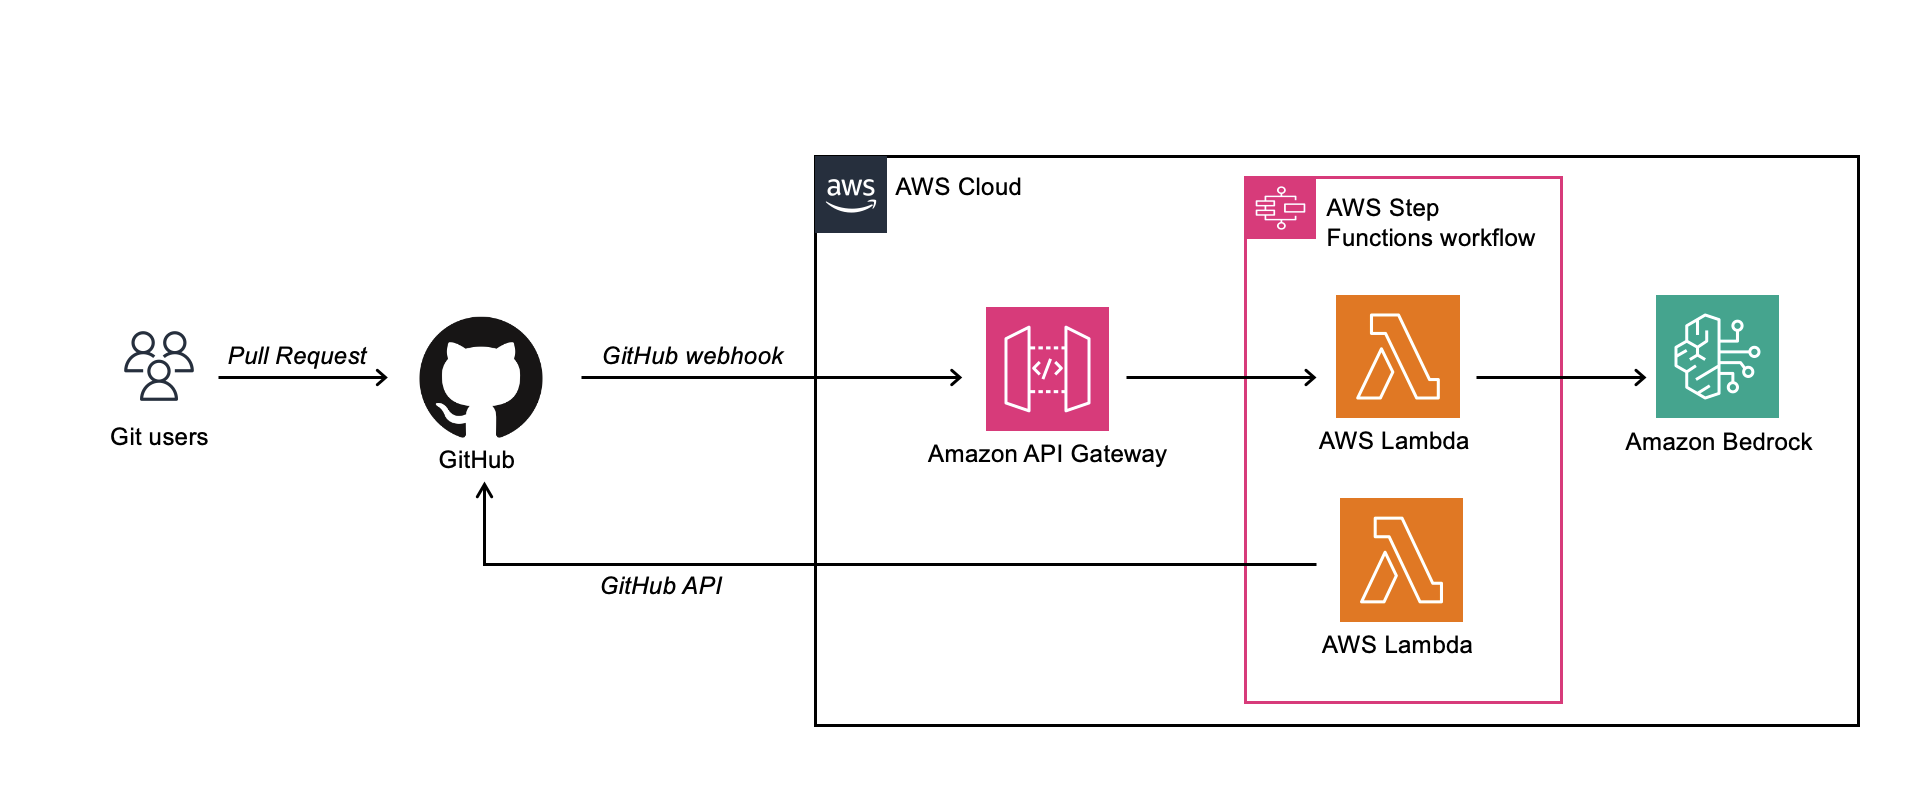 aws
AWS Cloud
AWS Step
Functions workflow
Pull Request
GitHub webhook
</>
Git users
GitHub
Amazon API Gateway
AWS Lambda
Amazon Bedrock
GitHub API
AWS Lambda